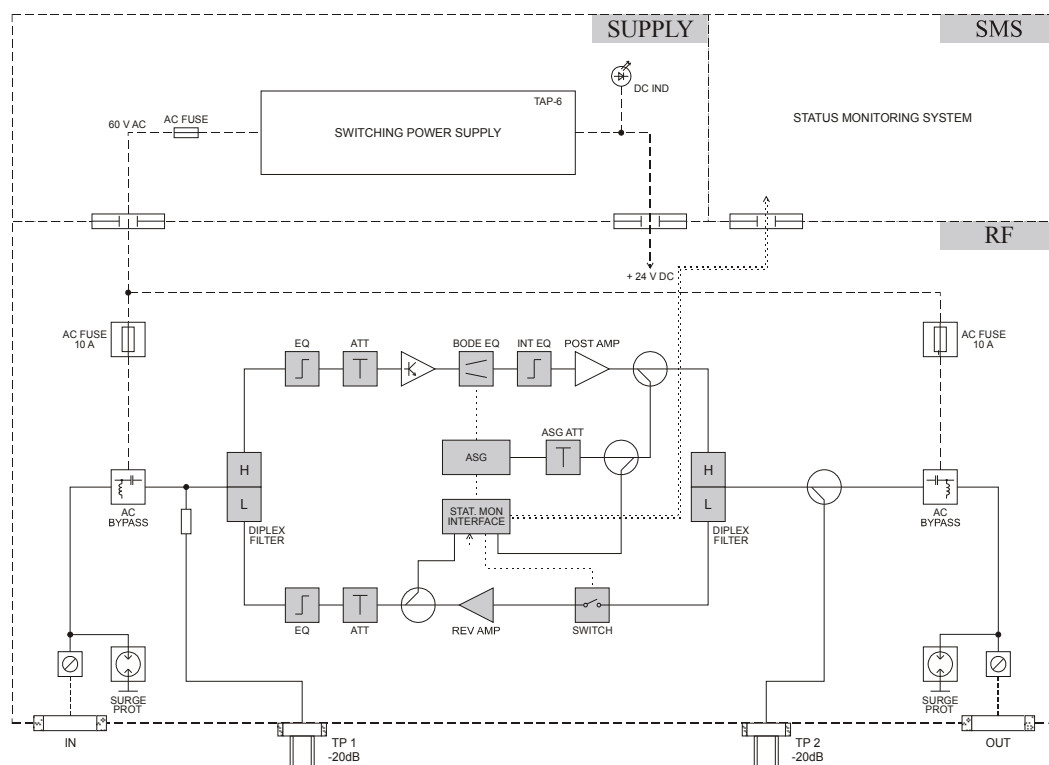 SUPPLY
SMS
TAP-6
DC IND
AC FUSE
60 V AC
SWITCHING POWER SUPPLY
STATUS MONITORING SYSTEM
RF
+ 24 V DC
AC FUSE
10 A
EQ
ATT
BODE EQ
INT EQ
POST AMP
AC FUSE
10 A
ASG ATT
ASG
H
L
H
L
STAT. MON
INTERFACE
AC
BYPASS
DIPLEX
FILTER
DIPLEX
FILTER
AC
BYPASS
EQ
ATT
REV AMP
SWITCH
SURGE
PROT
SURGE
PROT
IN
TP 1
-20dB
TP 2
-20dB
OUT